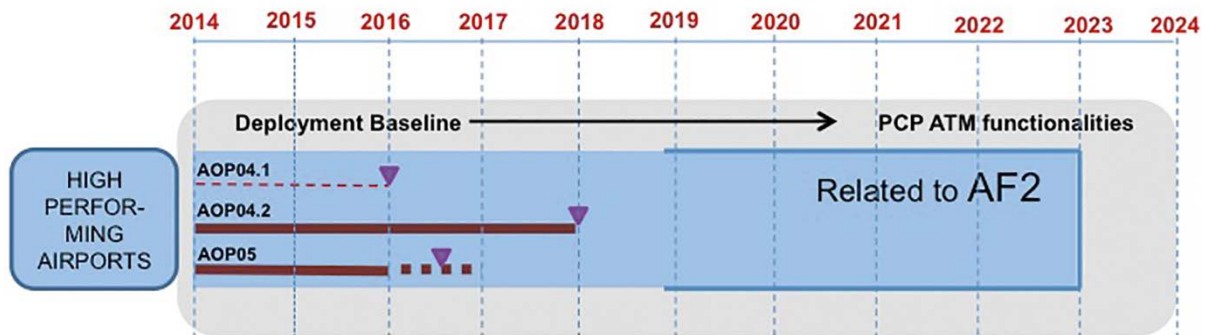 2014 2015 2016 2017 2018 2019 2020 2021 2022 2023 2024
Deployment Baseline PCP ATM functionalities
HIGH
PERFOR-
MING
AIRPORTS
AOP04.1
AOP04.2
AOP05
Related to AF2